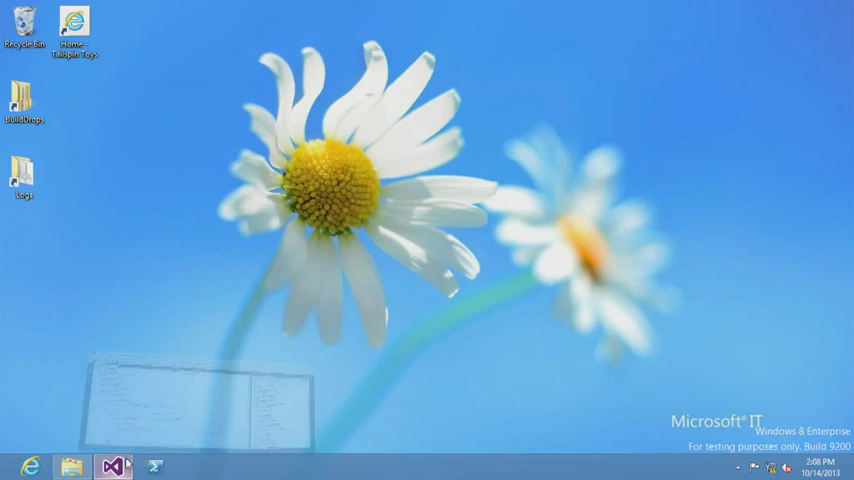 Recycle Bin
Home -
Tailspin Toys
BuildDrops
Logs
Microsoft® IT
Windows 8 Enterprise
For testing purposes only. Build 9200
2:08 PM
10/14/2013